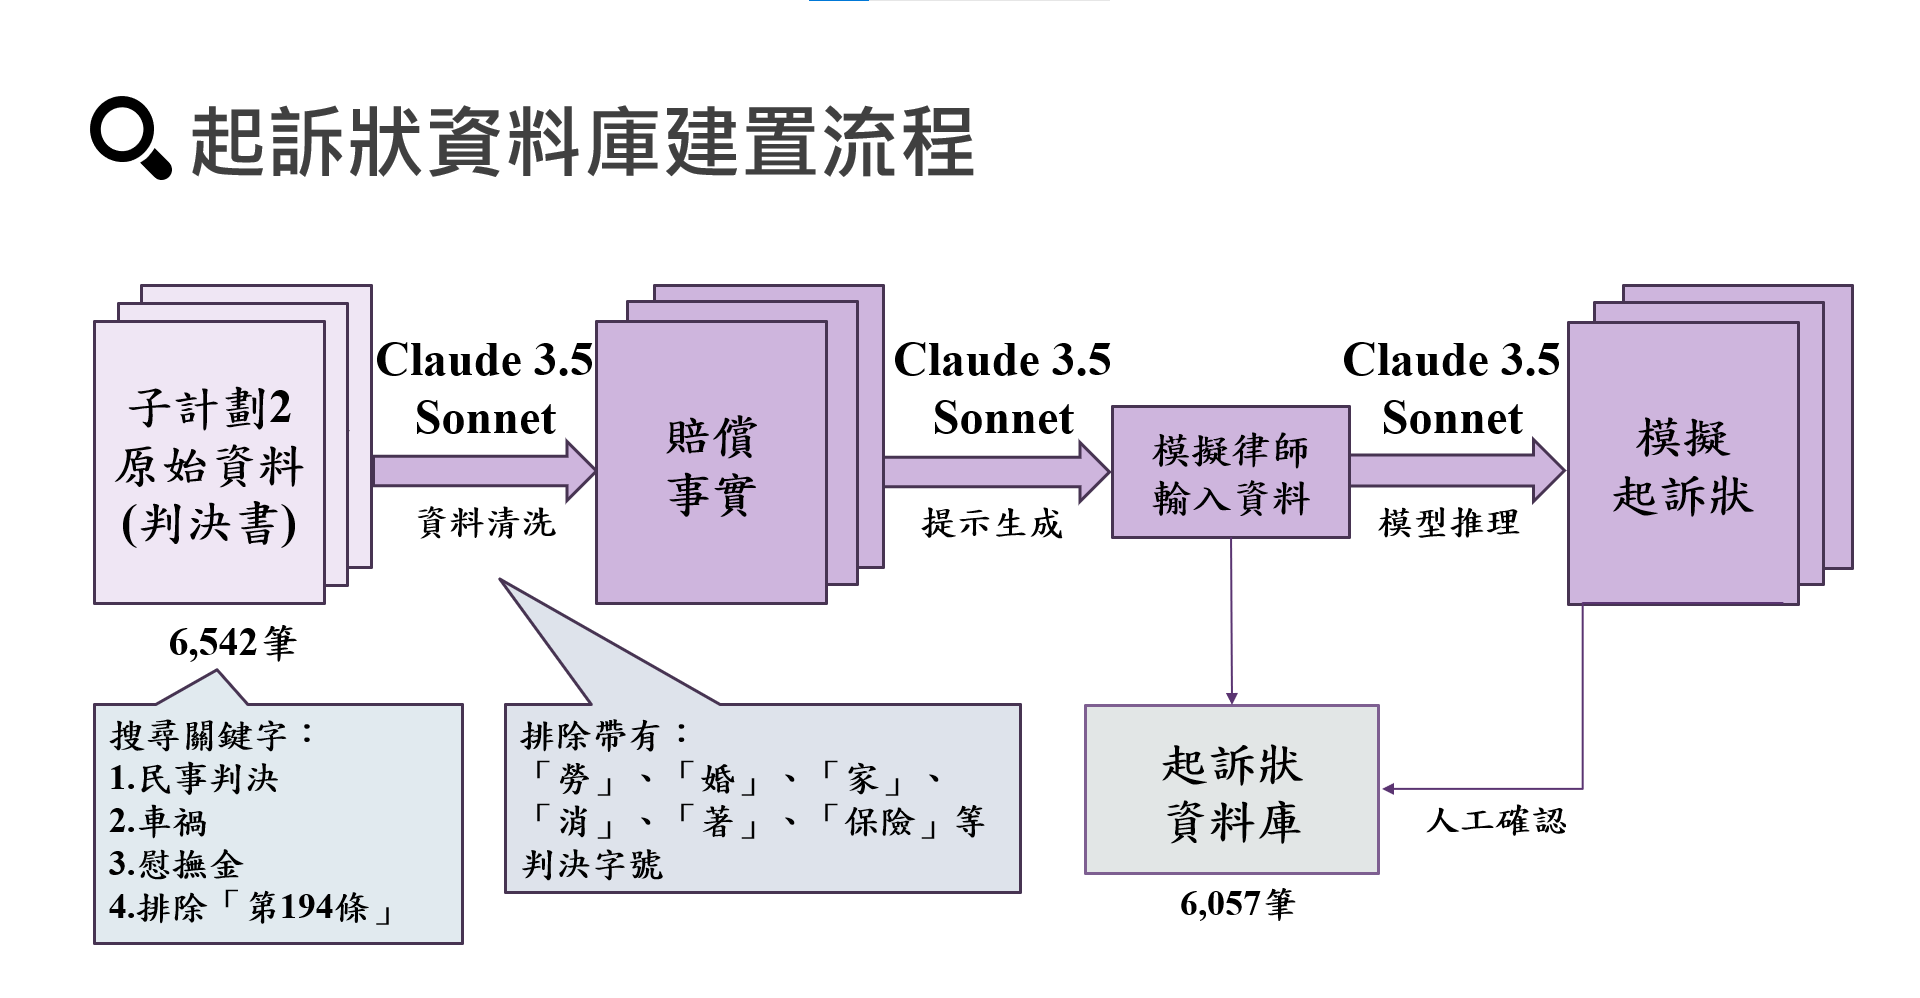 起訴狀資料庫建置流程
子計劃2
原始資料
(判決書)
6,542筆
Claude 3.5
Sonnet
資料清洗
賠償
事實
Claude 3.5
Sonnet
提示生成
模擬律師
輸入資料
Claude 3.5
Sonnet
模型推理
模擬
起訴狀
搜尋關鍵字：
1.民事判決
2.車禍
3.慰撫金
4.排除「第194條」
排除帶有：
「勞」、「婚」、「家」、
「消」、「著」、「保險」等
判決字號
起訴狀
資料庫
6,057筆
人工確認